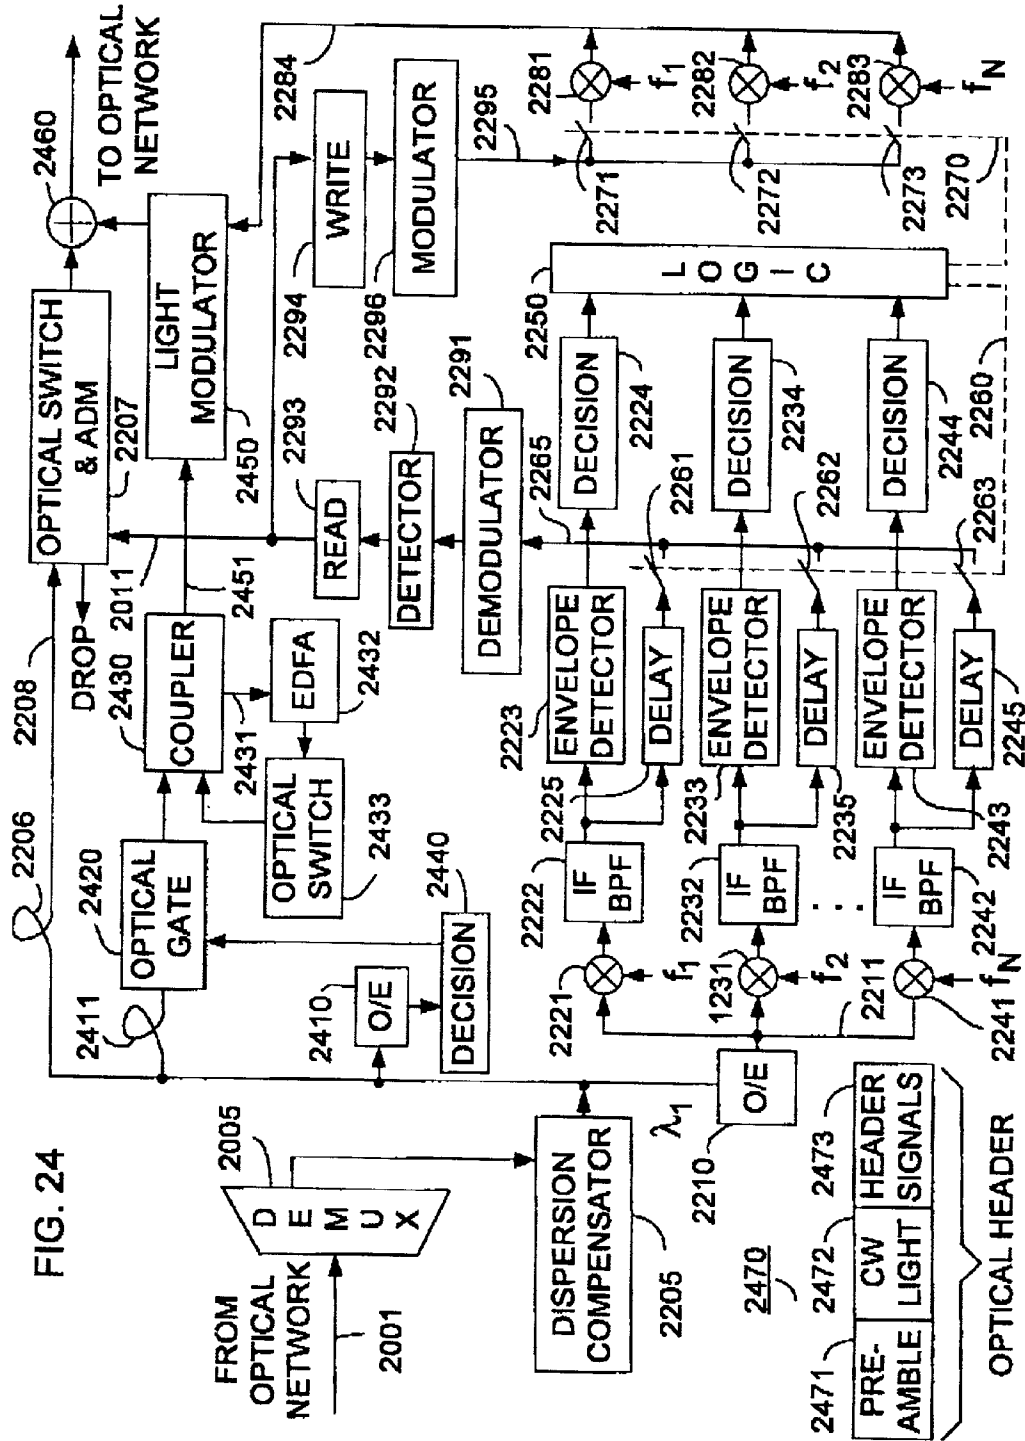 FIG. 24
FROM
OPTICAL
NETWORK
2001
DEMUX
2005
DISPERSION
COMPENSATOR
2205
λ1
O/E
2210
2411
2206
2208
OPTICAL
GATE
2420
O/E
2410
DECISION
2440
COUPLER
2430
2431
EDFA
2432
OPTICAL
SWITCH
2433
2451
2011
DROP
OPTICAL SWITCH
& ADM
2207
LIGHT
MODULATOR
2450
2460
TO OPTICAL
NETWORK
2284
READ
2293
DETECTOR
2292
DEMODULATOR
2291
WRITE
2294
MODULATOR
2296
2295
2265
2211
2221
f1
1231
f2
2241
fN
IF
BPF
2222
IF
BPF
2232
. . .
IF
BPF
2242
ENVELOPE
DETECTOR
2223
DELAY
2225
ENVELOPE
DETECTOR
2233
DELAY
2235
ENVELOPE
DETECTOR
2243
DELAY
2245
2261
2262
2263
2260
DECISION
2224
DECISION
2234
DECISION
2244
LOGIC
2250
2271
2272
2273
2270
2281
f1
2282
f2
2283
fN
2470
2471
2472
2473
PRE-
AMBLE
CW
LIGHT
HEADER
SIGNALS
OPTICAL HEADER